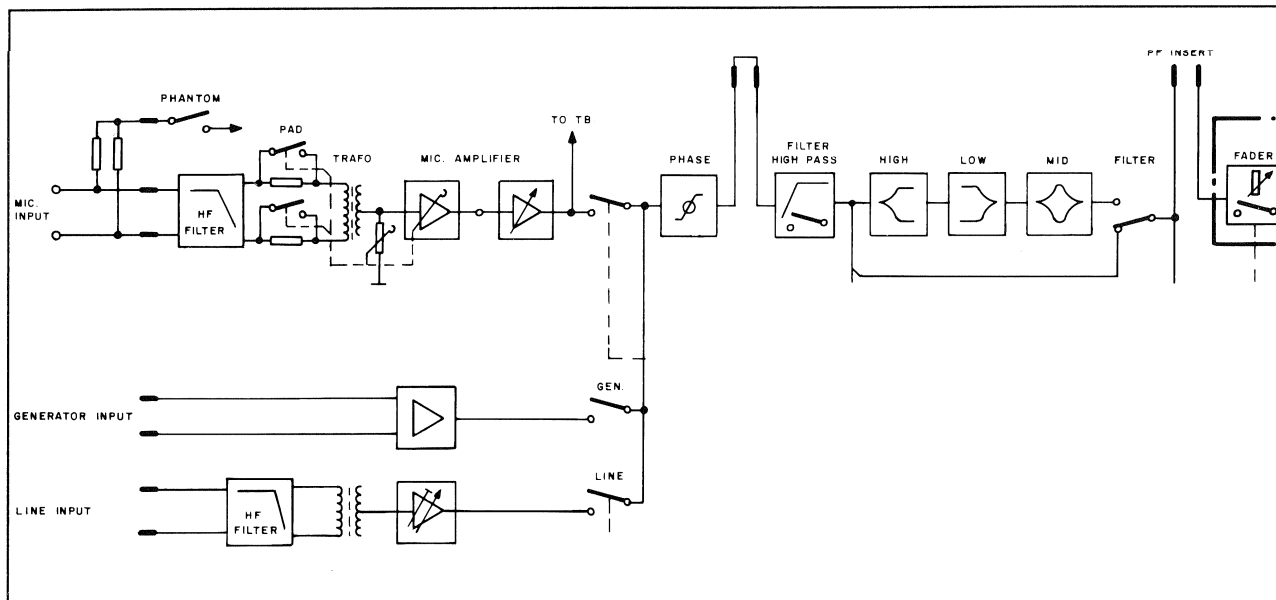 PF INSERT
PHANTOM
PAD
TO TB
TRAFO
MIC. AMPLIFIER
PHASE
FILTER
HIGH PASS
HIGH
LOW
MID
FILTER
FADER
MIC.
INPUT
HF
FILTER
GEN.
GENERATOR INPUT
LINE
LINE INPUT
HF
FILTER